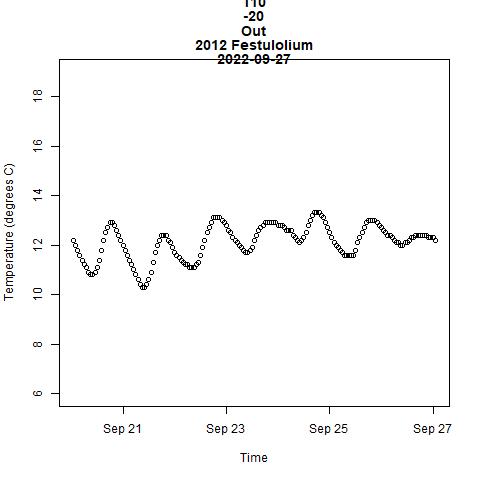 110
-20
Out
2012 Festulolium
2022-09-27
Temperature (degrees C)
18
16
14
12
10
8
6
Sep 21
Sep 23
Sep 25
Sep 27
Time